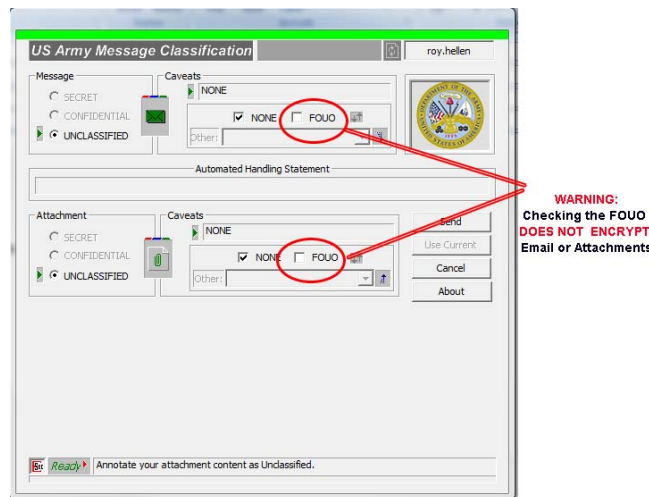 US Army Message Classification
roy.hellen
Message
Caveats
SECRET
CONFIDENTIAL
UNCLASSIFIED
NONE
NONE
FOUO
Other:
Automated Handling Statement
Attachment
Caveats
SECRET
CONFIDENTIAL
UNCLASSIFIED
NONE
NONE
FOUO
Other:
Send
Use Current
Cancel
About
WARNING:
Checking the FOUO
DOES NOT ENCRYPT
Email or Attachments
Ready
Annotate your attachment content as Unclassified.